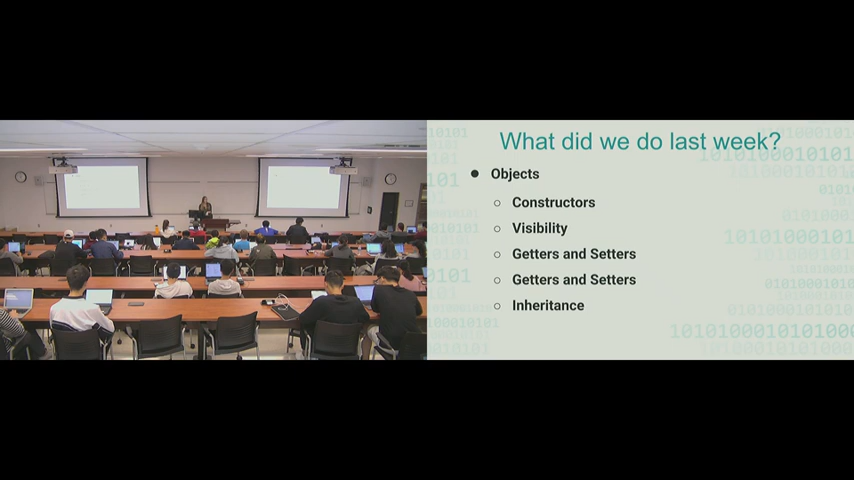 What did we do last week?
● Objects
○ Constructors
○ Visibility
○ Getters and Setters
○ Getters and Setters
○ Inheritance